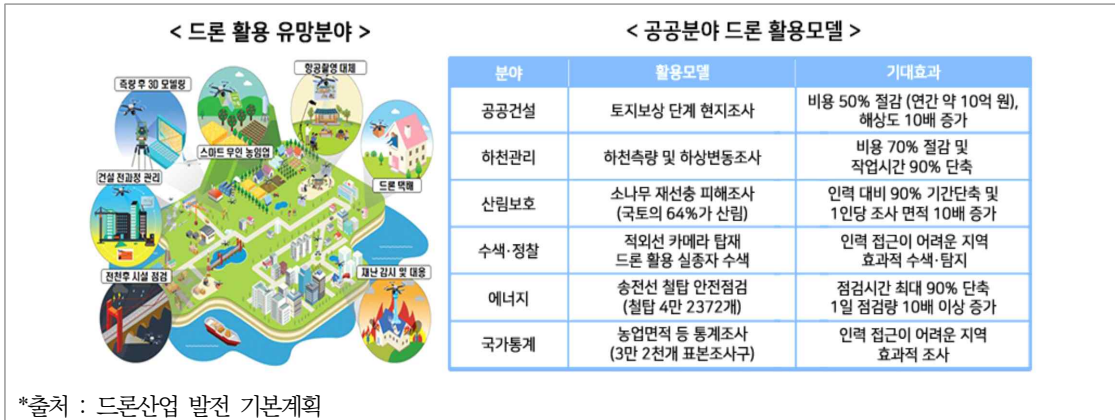 < 드론 활용 유망분야 >
항공촬영 대체
측량 후 3D 모델링
스마트 무인 농임업
건설 전과정 관리
드론 택배
전천후 시설 점검
재난 감시 및 대응
< 공공분야 드론 활용모델 >
분야 활용모델 기대효과
공공건설 토지보상 단계 현지조사 비용 50% 절감 (연간 약 10억 원),
해상도 10배 증가
하천관리 하천측량 및 하상변동조사 비용 70% 절감 및
작업시간 90% 단축
산림보호 소나무 재선충 피해조사 인력 대비 90% 기간단축 및
(국토의 64%가 산림) 1인당 조사 면적 10배 증가
수색·정찰 적외선 카메라 탑재 인력 접근이 어려운 지역
드론 활용 실종자 수색 효과적 수색·탐지
에너지 송전선 철탑 안전점검 점검시간 최대 90% 단축
(철탑 4만 2372개) 1일 점검량 10배 이상 증가
국가통계 농업면적 등 통계조사 인력 접근이 어려운 지역
(3만 2천개 표본조사구) 효과적 조사
*출처 : 드론산업 발전 기본계획